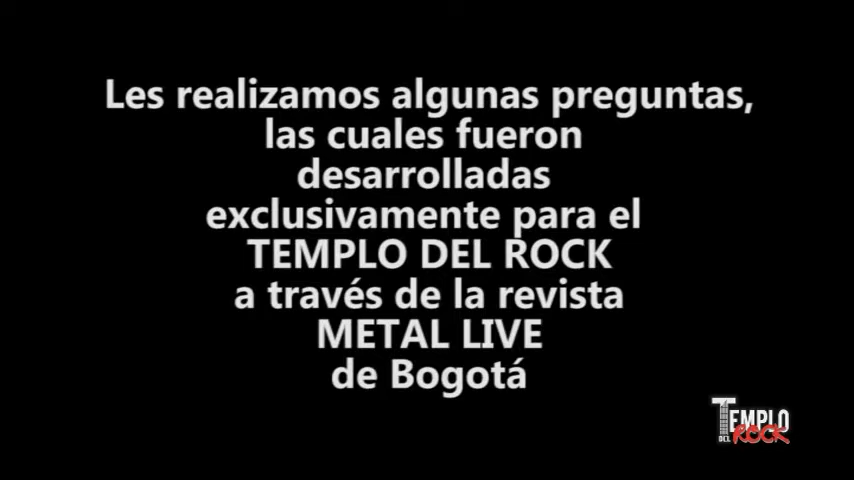 Les realizamos algunas preguntas,
las cuales fueron
desarrolladas
exclusivamente para el
TEMPLO DEL ROCK
a través de la revista
METAL LIVE
de Bogotá
TEMPLO
DEL ROCK